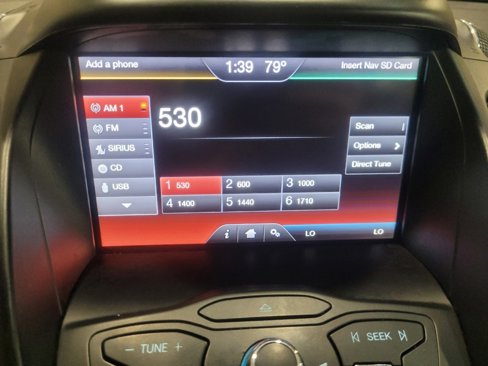 Add a phone 1:39 79° Insert Nav SD Card
AM 1
530
FM
SIRIUS
CD
USB
Scan
Options
Direct Tune
1 530 2 600 3 1000
4 1400 5 1440 6 1710
i LO LO
− TUNE +
SEEK